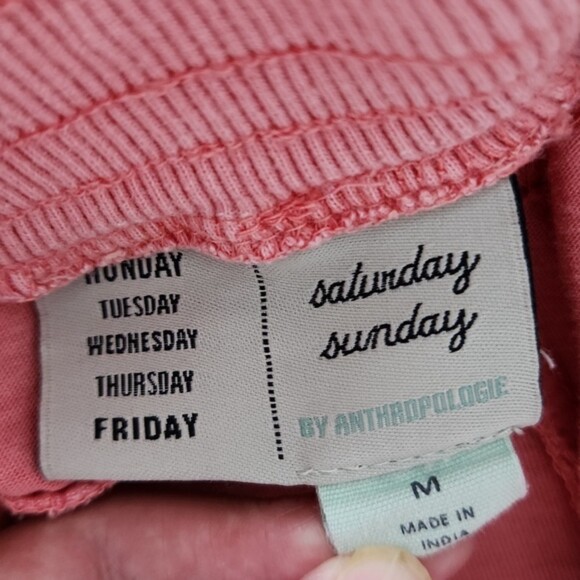 MONDAY
TUESDAY
WEDNESDAY
THURSDAY
FRIDAY
saturday
sunday
BY ANTHROPOLOGIE
M
MADE IN
INDIA